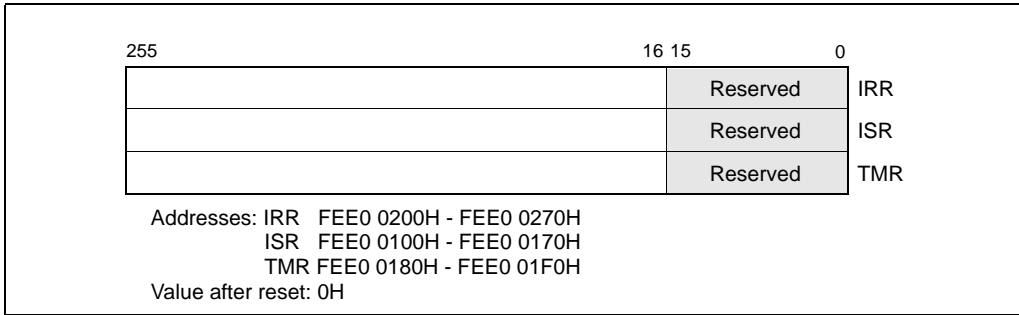 255 16 15 0
Reserved IRR
Reserved ISR
Reserved TMR
Addresses: IRR FEE0 0200H - FEE0 0270H
ISR FEE0 0100H - FEE0 0170H
TMR FEE0 0180H - FEE0 01F0H
Value after reset: 0H